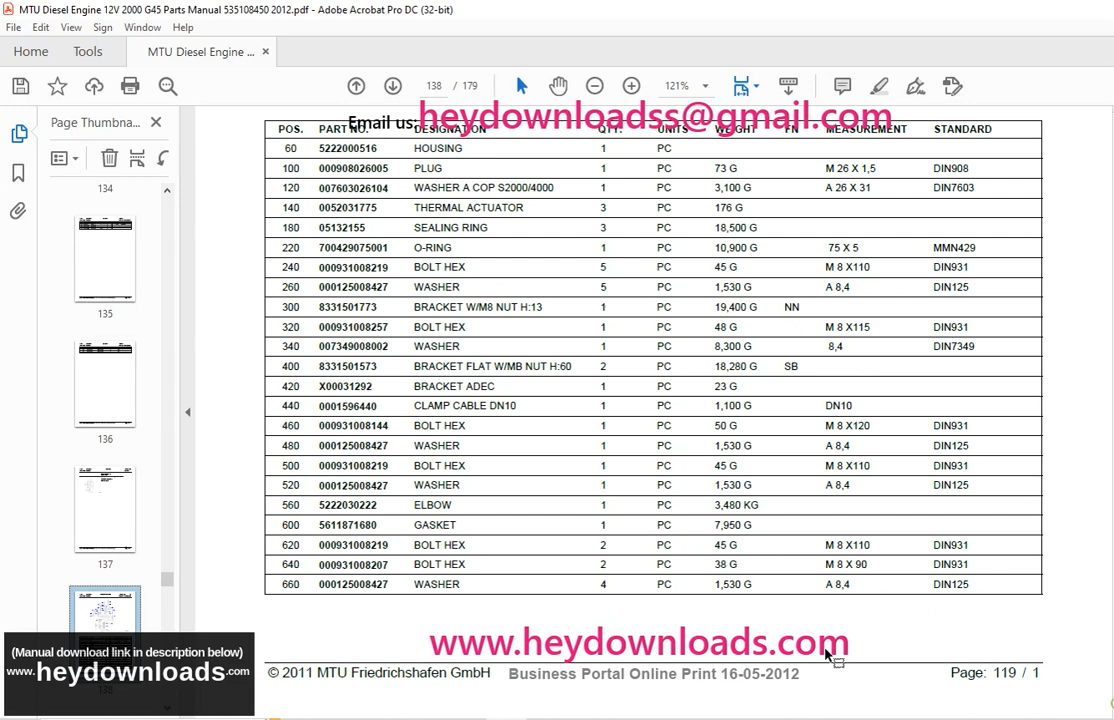 MTU Diesel Engine 12V 2000 G45 Parts Manual 535108450 2012.pdf - Adobe Acrobat Pro DC (32-bit)
File Edit View Sign Window Help
Home Tools MTU Diesel Engine ... ×
138 / 179 121%
Page Thumbna... ×
134
135
136
137
138
Email us: heydownloadss@gmail.com
POS. PART NO. DESIGNATION QTY. UNITS WEIGHT FN MEASUREMENT STANDARD
60 5222000516 HOUSING 1 PC
100 000908026005 PLUG 1 PC 73 G M 26 X 1,5 DIN908
120 007603026104 WASHER A COP S2000/4000 1 PC 3,100 G A 26 X 31 DIN7603
140 0052031775 THERMAL ACTUATOR 3 PC 176 G
180 05132155 SEALING RING 3 PC 18,500 G
220 700429075001 O-RING 1 PC 10,900 G 75 X 5 MMN429
240 000931008219 BOLT HEX 5 PC 45 G M 8 X110 DIN931
260 000125008427 WASHER 5 PC 1,530 G A 8,4 DIN125
300 8331501773 BRACKET W/M8 NUT H:13 1 PC 19,400 G NN
320 000931008257 BOLT HEX 1 PC 48 G M 8 X115 DIN931
340 007349008002 WASHER 1 PC 8,300 G 8,4 DIN7349
400 8331501573 BRACKET FLAT W/MB NUT H:60 2 PC 18,280 G SB
420 X00031292 BRACKET ADEC 1 PC 23 G
440 0001596440 CLAMP CABLE DN10 1 PC 1,100 G DN10
460 000931008144 BOLT HEX 1 PC 50 G M 8 X120 DIN931
480 000125008427 WASHER 1 PC 1,530 G A 8,4 DIN125
500 000931008219 BOLT HEX 1 PC 45 G M 8 X110 DIN931
520 000125008427 WASHER 1 PC 1,530 G A 8,4 DIN125
560 5222030222 ELBOW 1 PC 3,480 KG
600 5611871680 GASKET 1 PC 7,950 G
620 000931008219 BOLT HEX 2 PC 45 G M 8 X110 DIN931
640 000931008207 BOLT HEX 2 PC 38 G M 8 X 90 DIN931
660 000125008427 WASHER 4 PC 1,530 G A 8,4 DIN125
www.heydownloads.com
© 2011 MTU Friedrichshafen GmbH Business Portal Online Print 16-05-2012 Page: 119 / 1
(Manual download link in description below)
www.heydownloads.com